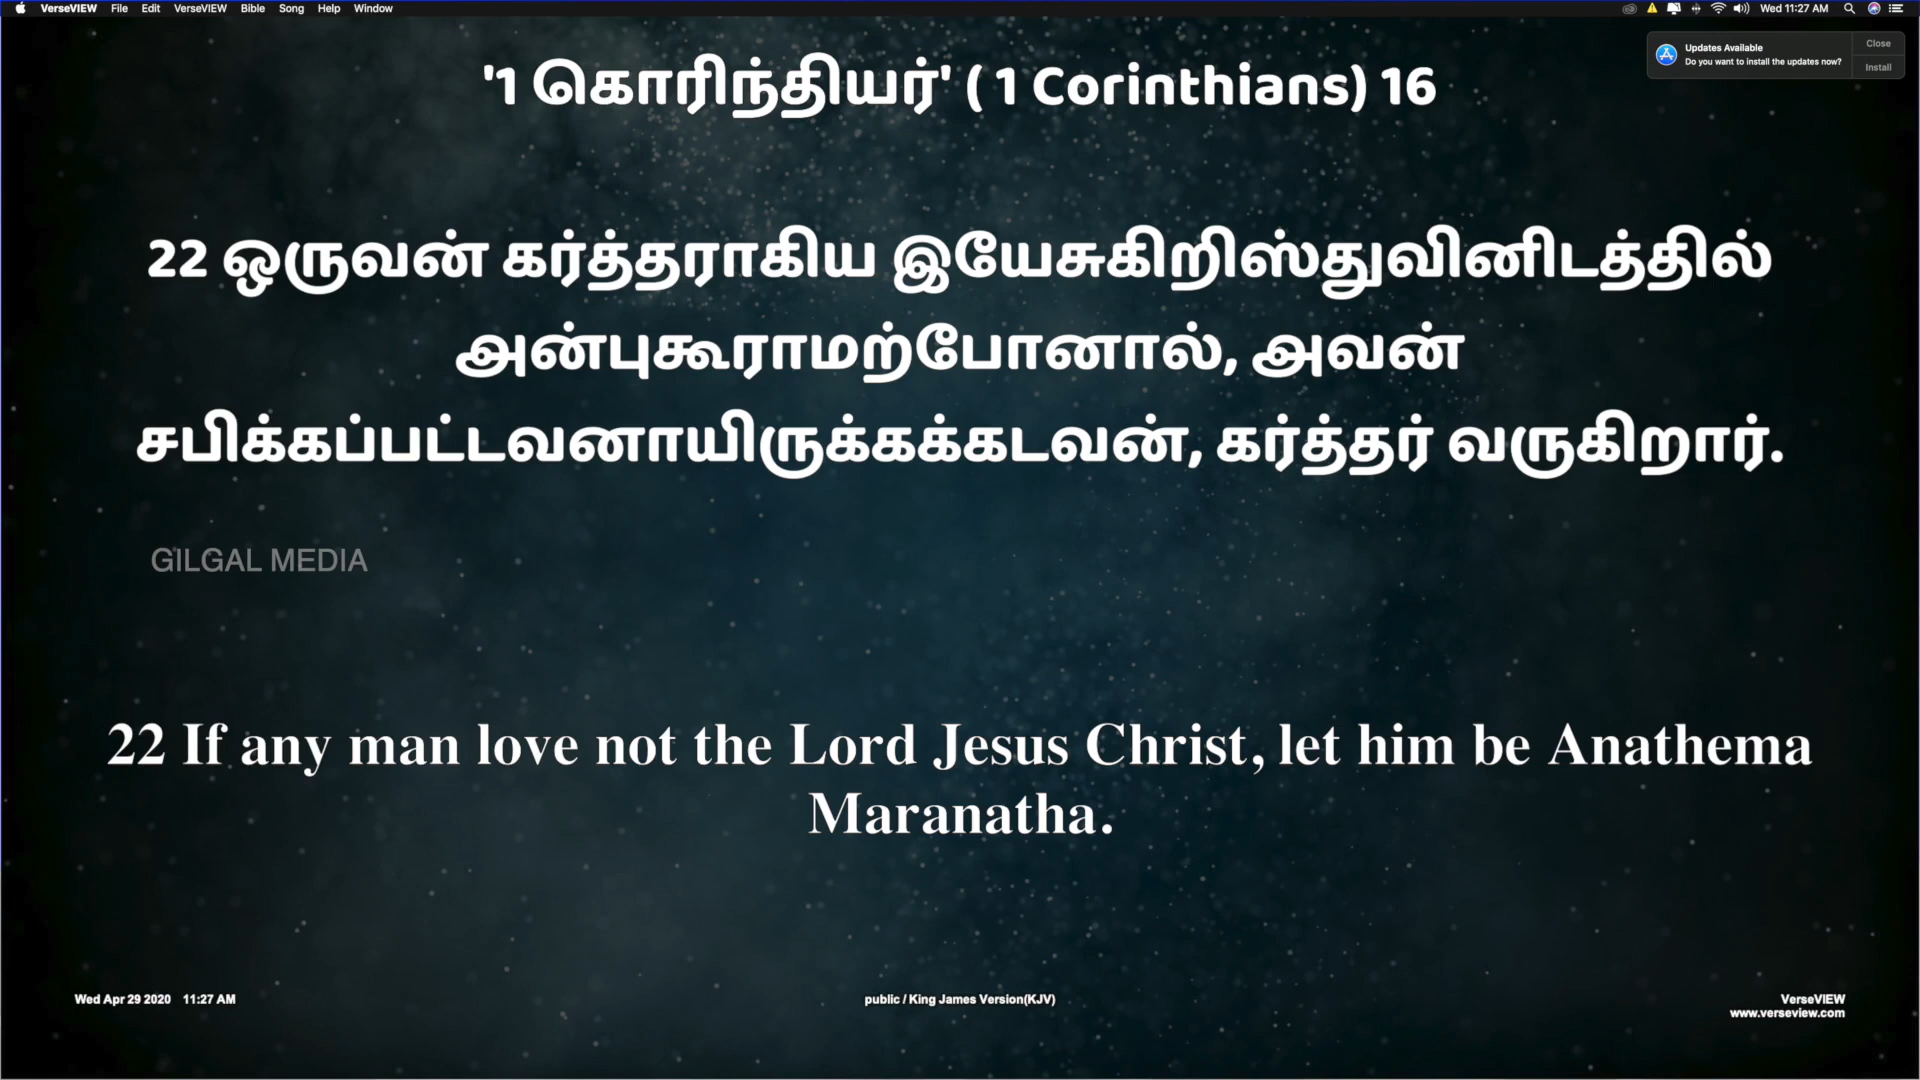 VerseVIEW File Edit VerseVIEW Bible Song Help Window
Wed 11:27 AM
Updates Available
Do you want to install the updates now?
Close
Install
'1 கொரிந்தியர்' ( 1 Corinthians) 16
22 ஒருவன் கர்த்தராகிய இயேசுகிறிஸ்துவினிடத்தில்
அன்புகூராமற்போனால், அவன்
சபிக்கப்பட்டவனாயிருக்கக்கடவன், கர்த்தர் வருகிறார்.
GILGAL MEDIA
22 If any man love not the Lord Jesus Christ, let him be Anathema
Maranatha.
Wed Apr 29 2020 11:27 AM
public / King James Version(KJV)
VerseVIEW
www.verseview.com